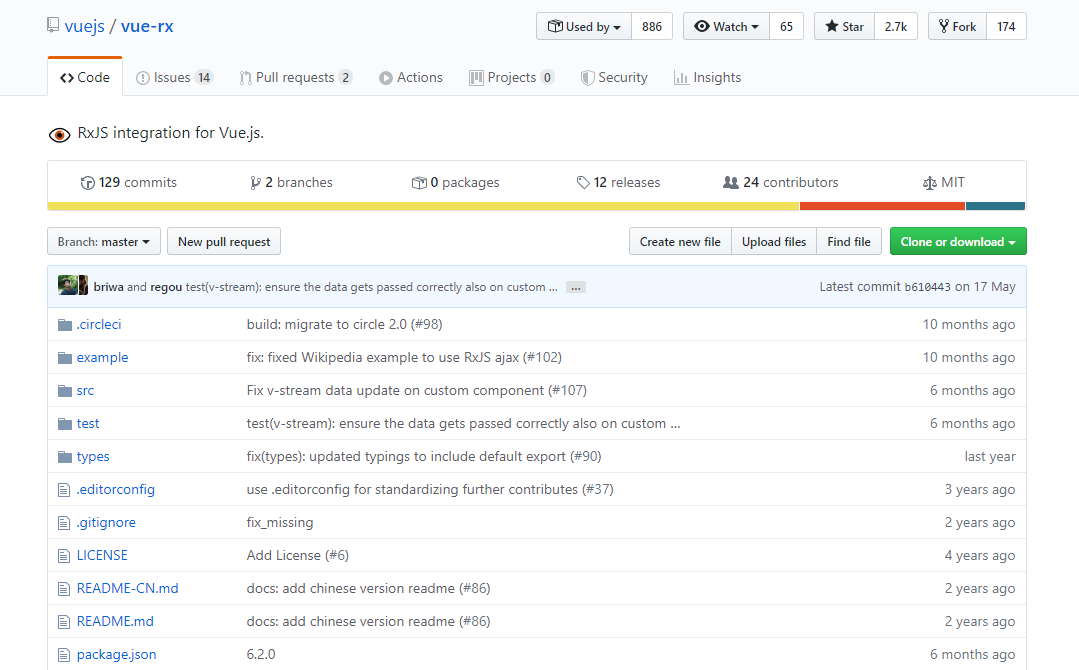 vuejs / vue-rx
Used by 886 Watch 65 Star 2.7k Fork 174
Code Issues 14 Pull requests 2 Actions Projects 0 Security Insights
RxJS integration for Vue.js.
129 commits 2 branches 0 packages 12 releases 24 contributors MIT
Branch: master New pull request Create new file Upload files Find file Clone or download
briwa and regou test(v-stream): ensure the data gets passed correctly also on custom ... ... Latest commit b610443 on 17 May
.circleci build: migrate to circle 2.0 (#98) 10 months ago
example fix: fixed Wikipedia example to use RxJS ajax (#102) 10 months ago
src Fix v-stream data update on custom component (#107) 6 months ago
test test(v-stream): ensure the data gets passed correctly also on custom ... 6 months ago
types fix(types): updated typings to include default export (#90) last year
.editorconfig use .editorconfig for standardizing further contributes (#37) 3 years ago
.gitignore fix_missing 2 years ago
LICENSE Add License (#6) 4 years ago
README-CN.md docs: add chinese version readme (#86) 2 years ago
README.md docs: add chinese version readme (#86) 2 years ago
package.json 6.2.0 6 months ago